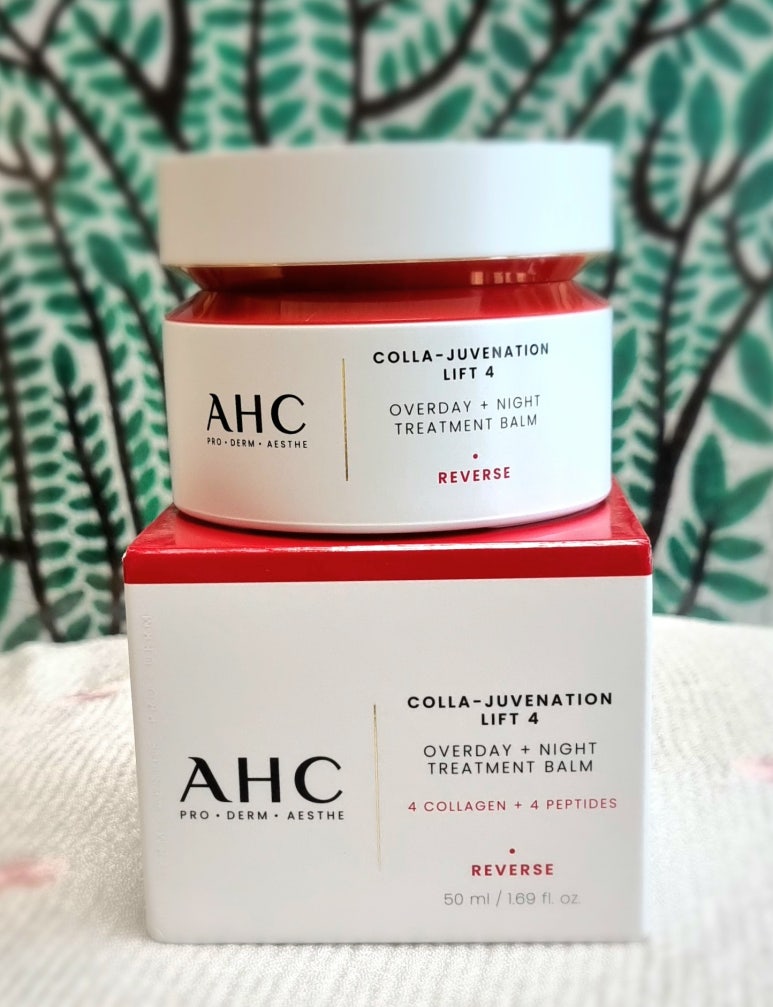 AHC
PRO • DERM • AESTHE
COLLA-JUVENATION
LIFT 4
OVERDAY + NIGHT
TREATMENT BALM
REVERSE
AHC
PRO • DERM • AESTHE
COLLA-JUVENATION
LIFT 4
OVERDAY + NIGHT
TREATMENT BALM
4 COLLAGEN + 4 PEPTIDES
REVERSE
50 ml / 1.69 fl. oz.